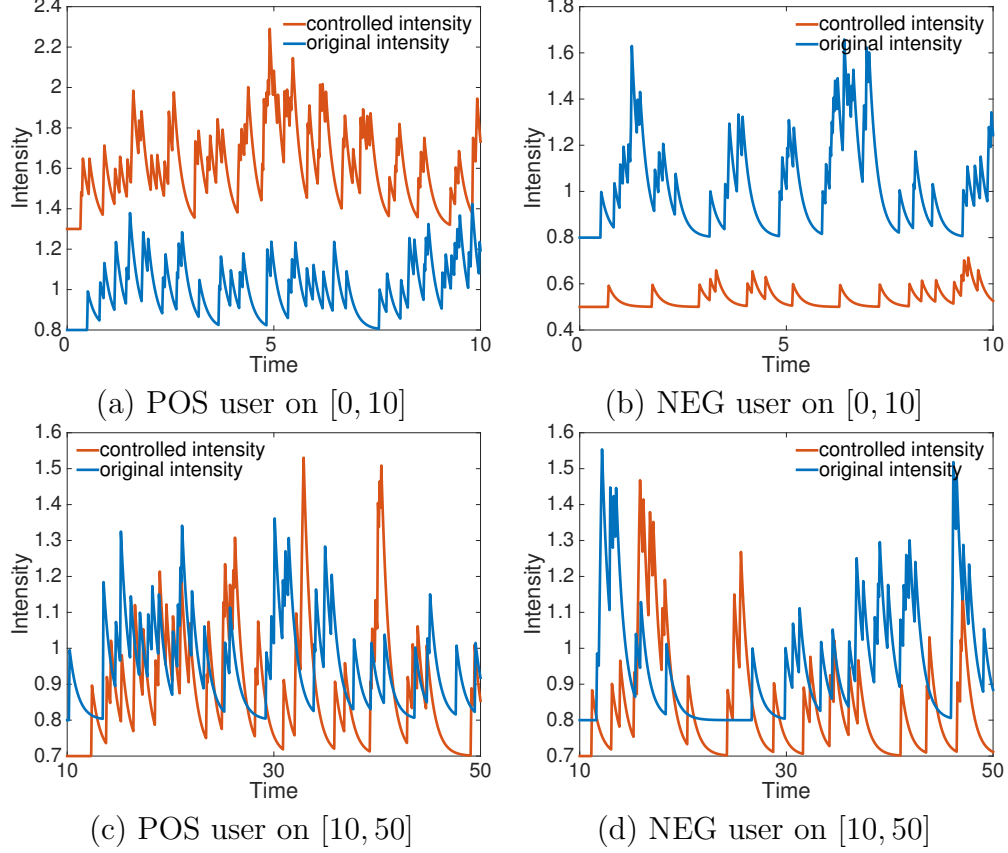 controlled intensity
original intensity
Intensity
2.4
2.2
2
1.8
1.6
1.4
1.2
1
0.8
0
5
10
Time
(a) POS user on [0, 10]
controlled intensity
original intensity
Intensity
1.8
1.6
1.4
1.2
1
0.8
0.6
0.4
0
5
10
Time
(b) NEG user on [0, 10]
controlled intensity
original intensity
Intensity
1.6
1.5
1.4
1.3
1.2
1.1
1
0.9
0.8
0.7
10
30
50
Time
(c) POS user on [10, 50]
controlled intensity
original intensity
Intensity
1.6
1.5
1.4
1.3
1.2
1.1
1
0.9
0.8
0.7
10
30
50
Time
(d) NEG user on [10, 50]